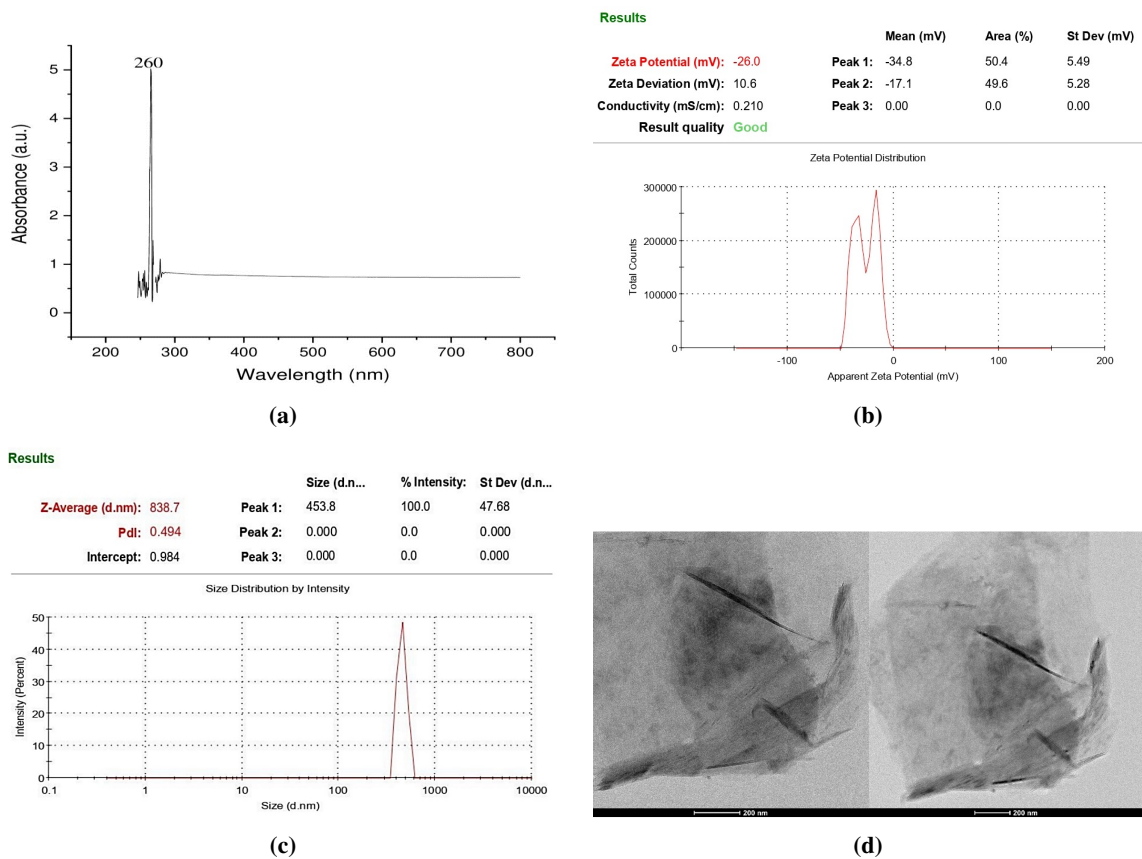 260
5
4
3
2
1
0
Absorbance (a.u.)
200 300 400 500 600 700 800
Wavelength (nm)
(a)
Results
Mean (mV) Area (%) St Dev (mV)
Zeta Potential (mV): -26.0 Peak 1: -34.8 50.4 5.49
Zeta Deviation (mV): 10.6 Peak 2: -17.1 49.6 5.28
Conductivity (mS/cm): 0.210 Peak 3: 0.00 0.0 0.00
Result quality Good
Zeta Potential Distribution
300000
200000
100000
0
Total Counts
-100 0 100 200
Apparent Zeta Potential (mV)
(b)
Results
Size (d.n... % Intensity: St Dev (d.n...
Z-Average (d.nm): 838.7 Peak 1: 453.8 100.0 47.68
PdI: 0.494 Peak 2: 0.000 0.0 0.000
Intercept: 0.984 Peak 3: 0.000 0.0 0.000
Size Distribution by Intensity
50
40
30
20
10
0
Intensity (Percent)
0.1 1 10 100 1000 10000
Size (d.nm)
(c)
200 nm
200 nm
(d)